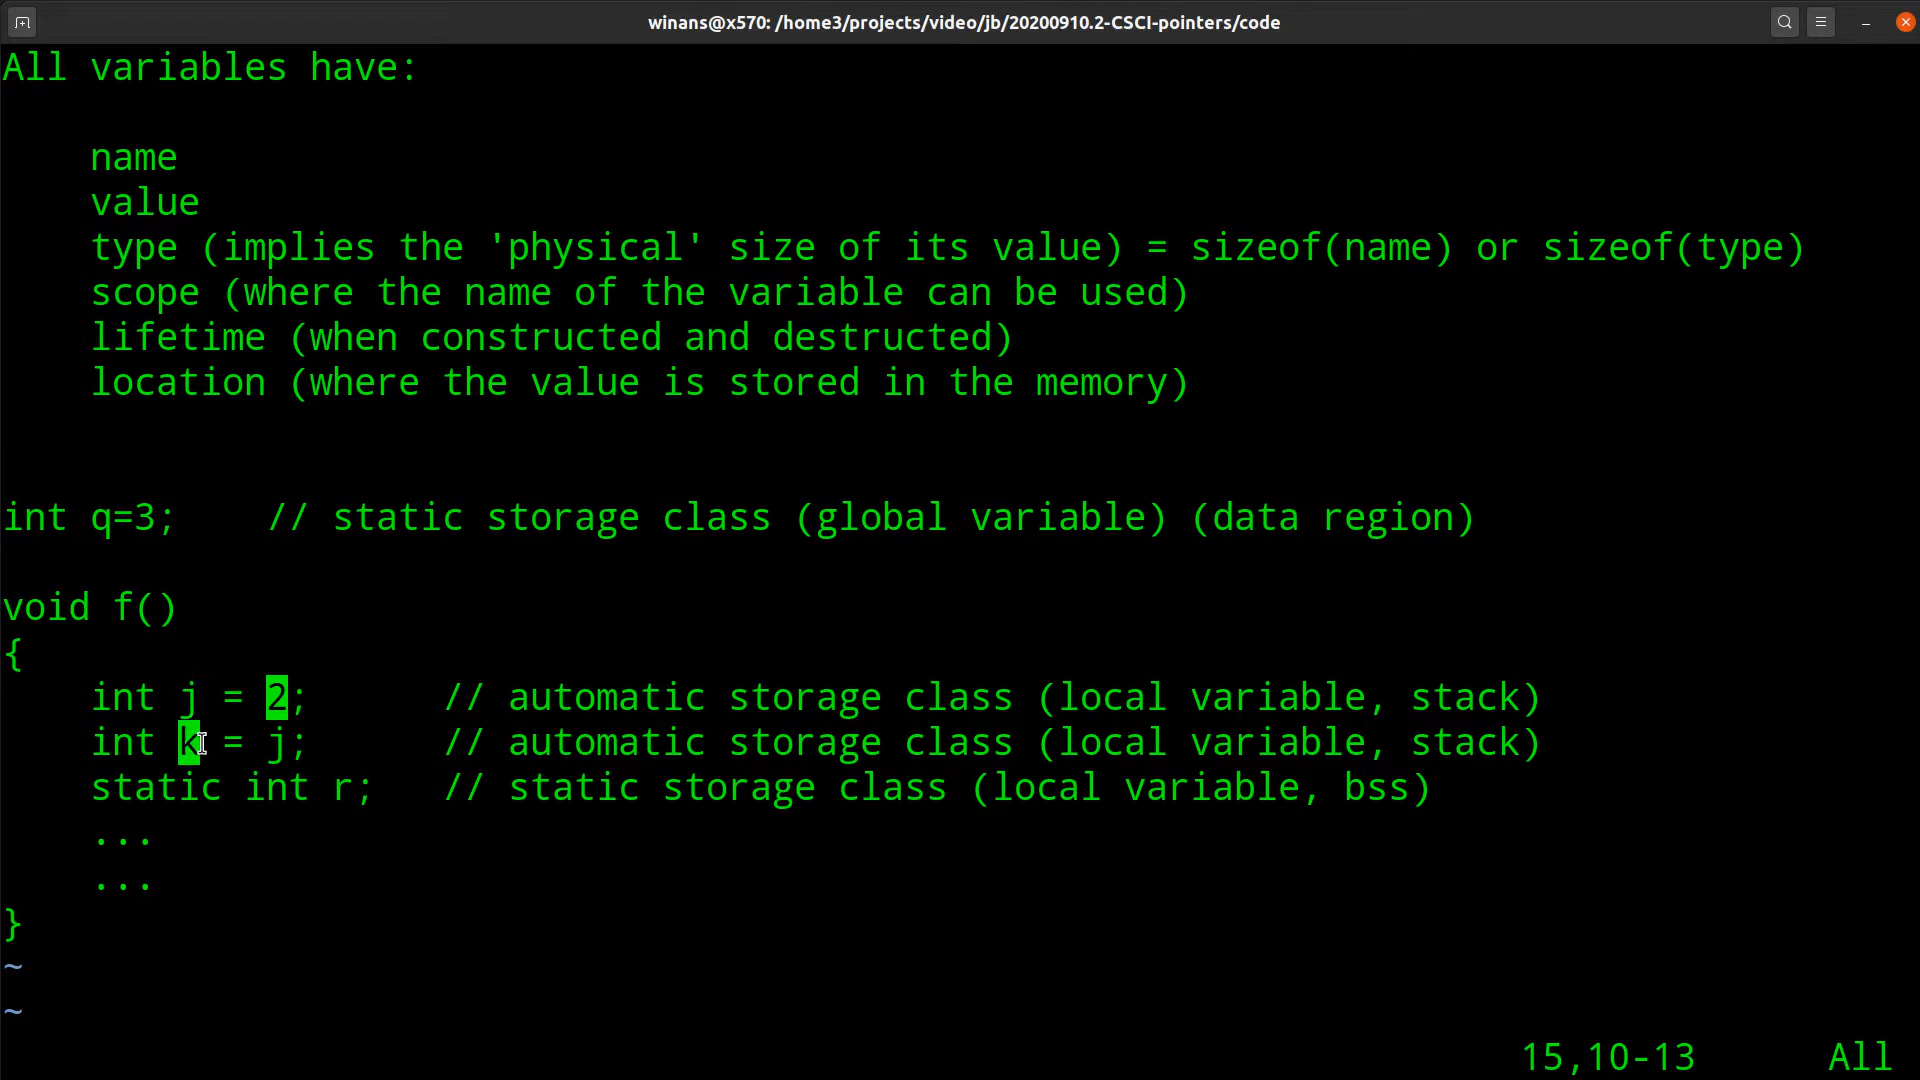 winans@x570: /home3/projects/video/jb/20200910.2-CSCI-pointers/code
All variables have:
name
value
type (implies the 'physical' size of its value) = sizeof(name) or sizeof(type)
scope (where the name of the variable can be used)
lifetime (when constructed and destructed)
location (where the value is stored in the memory)
int q=3;    // static storage class (global variable) (data region)
void f()
{
    int j = 2;      // automatic storage class (local variable, stack)
    int k = j;      // automatic storage class (local variable, stack)
    static int r;   // static storage class (local variable, bss)
    ...
    ...
}
~
~
15,10-13      All